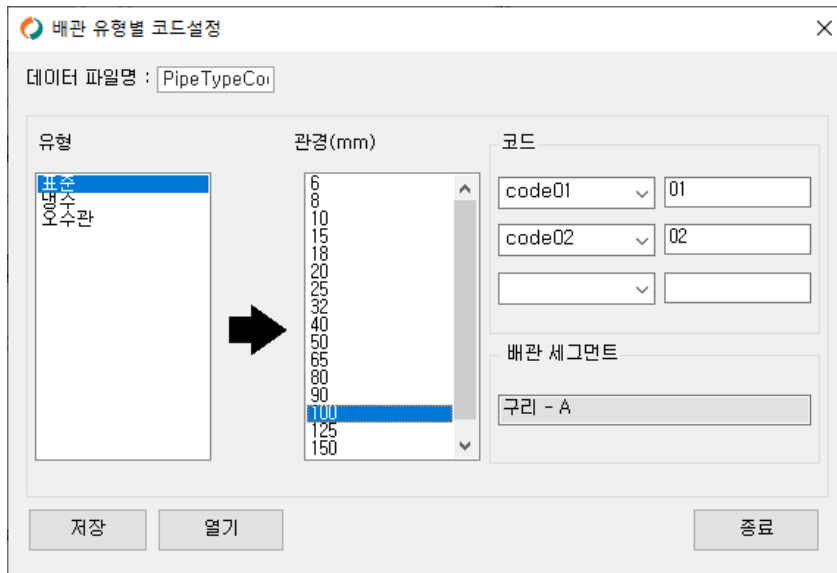 배관 유형별 코드설정
데이터 파일명 : PipeTypeCo
유형
표준
냉수
오수관
관경(mm)
6
8
10
15
18
20
25
32
40
50
65
80
90
100
125
150
코드
code01 01
code02 02
배관 세그먼트
구리 - A
저장 열기 종료